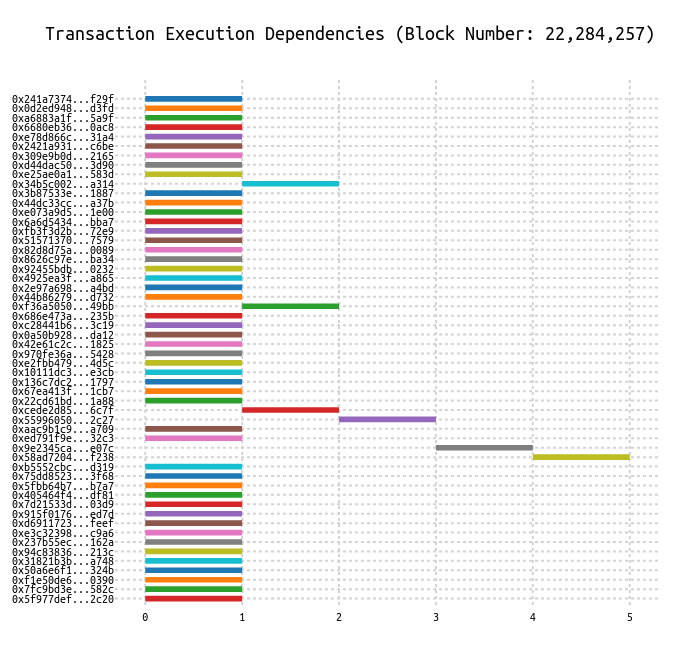 Transaction Execution Dependencies (Block Number: 22,284,257)
0x241a7374...f29f
0x0d2ed948...d3fd
0xa6883a1f...5a9f
0x6680eb36...0ac8
0xe78d866c...31a4
0x2421a931...c6be
0x309e9b0d...2165
0xd44dac50...3d90
0xe25ae0a1...583d
0x34b5c002...a314
0x3b87533e...1887
0x44dc33cc...a37b
0xe073a9d5...1e00
0x6a6d5434...bba7
0xfb3f3d2b...72e9
0x51571370...7579
0x82d8d75a...0089
0x8626c97e...ba34
0x92455bdb...0232
0x4925ea3f...a865
0x2e97a698...a4bd
0x44b86279...d732
0xf36a5050...49bb
0x686e473a...235b
0xc28441b6...3c19
0x0a50b928...da12
0x42e61c2c...1825
0x970fe36a...5428
0xe2fbb479...4d5c
0x10111dc3...e3cb
0x136c7dc2...1797
0x67ea413f...1cb7
0x22cd61bd...1a88
0xcede2d85...6c7f
0x55996050...2c27
0xaac9b1c9...a709
0xed791f9e...32c3
0x9e2345ca...e07c
0x58ad7204...f238
0xb5552cbc...d319
0x75dd8523...3f68
0x5fbb64b7...b7a7
0x405464f4...df81
0x7d21533d...03d9
0x915f0176...ed7d
0xd6911723...feef
0xe3c32398...c9a6
0x237b55ec...162a
0x94c83836...213c
0x31821b3b...a748
0x50a6e6f1...324b
0xf1e50de6...0390
0x7fc9bd3e...582c
0x5f977def...2c20
0 1 2 3 4 5